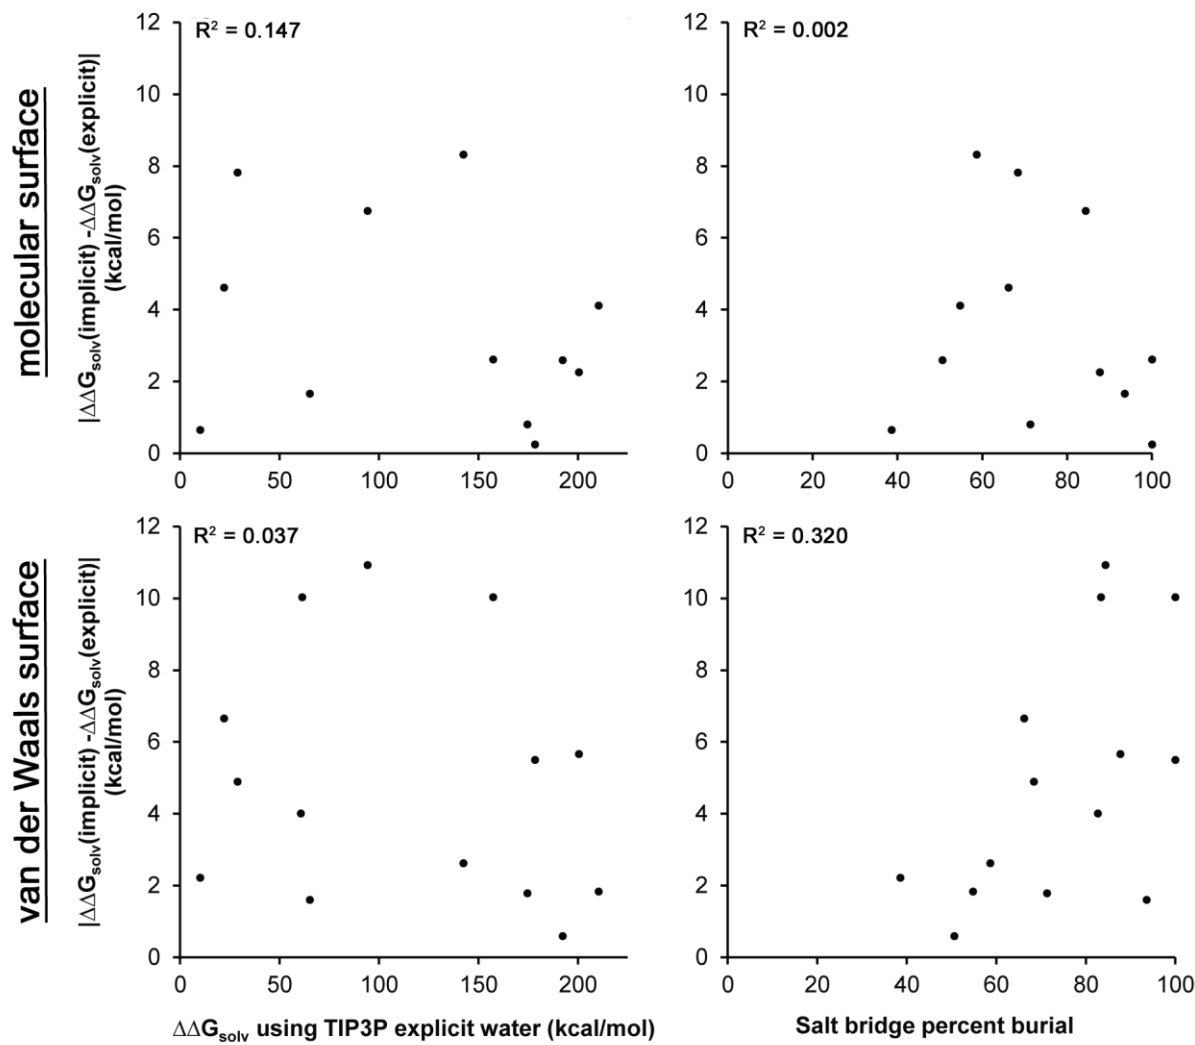 molecular surface
|ΔΔGsolv(implicit) -ΔΔGsolv(explicit)|
(kcal/mol)
R² = 0.147
12
10
8
6
4
2
0
0 50 100 150 200
R² = 0.002
12
10
8
6
4
2
0
0 20 40 60 80 100
van der Waals surface
|ΔΔGsolv(implicit) -ΔΔGsolv(explicit)|
(kcal/mol)
R² = 0.037
12
10
8
6
4
2
0
0 50 100 150 200
ΔΔGsolv using TIP3P explicit water (kcal/mol)
R² = 0.320
12
10
8
6
4
2
0
0 20 40 60 80 100
Salt bridge percent burial